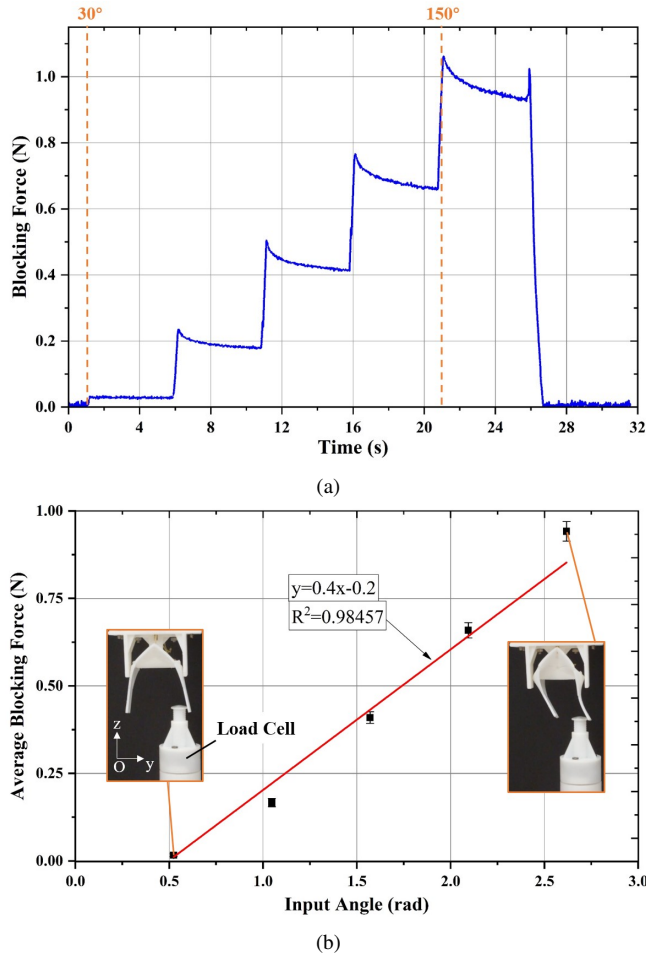 30°
150°
1.0
0.8
0.6
0.4
0.2
0.0
Blocking Force (N)
0 4 8 12 16 20 24 28 32
Time (s)
(a)
1.00
0.75
0.50
0.25
0.00
Average Blocking Force (N)
y=0.4x-0.2
R²=0.98457
Load Cell
z
O
y
0.0 0.5 1.0 1.5 2.0 2.5 3.0
Input Angle (rad)
(b)